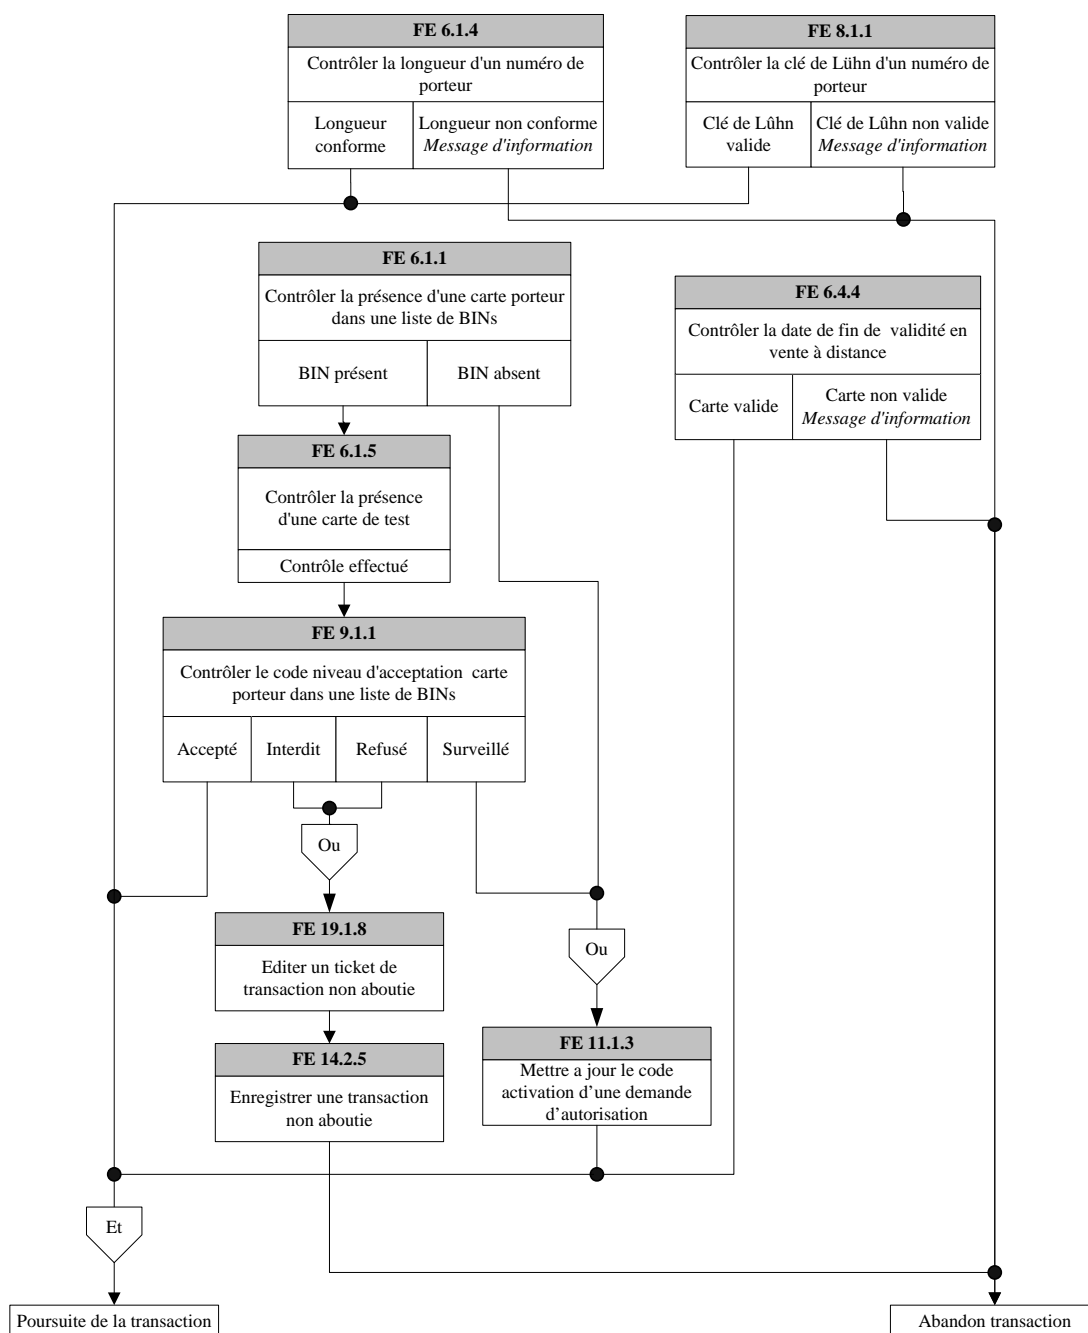 FE 6.1.4
Contrôler la longueur d'un numéro de
porteur
Longueur
conforme
Longueur non conforme
Message d'information
FE 8.1.1
Contrôler la clé de Lühn d'un numéro de
porteur
Clé de Lûhn
valide
Clé de Lûhn non valide
Message d'information
FE 6.1.1
Contrôler la présence d'une carte porteur
dans une liste de BINs
BIN présent
BIN absent
FE 6.4.4
Contrôler la date de fin de validité en
vente à distance
Carte valide
Carte non valide
Message d'information
FE 6.1.5
Contrôler la présence
d'une carte de test
Contrôle effectué
FE 9.1.1
Contrôler le code niveau d'acceptation carte
porteur dans une liste de BINs
Accepté
Interdit
Refusé
Surveillé
Ou
FE 19.1.8
Editer un ticket de
transaction non aboutie
Ou
FE 14.2.5
Enregistrer une transaction
non aboutie
FE 11.1.3
Mettre a jour le code
activation d’une demande
d’autorisation
Et
Poursuite de la transaction
Abandon transaction